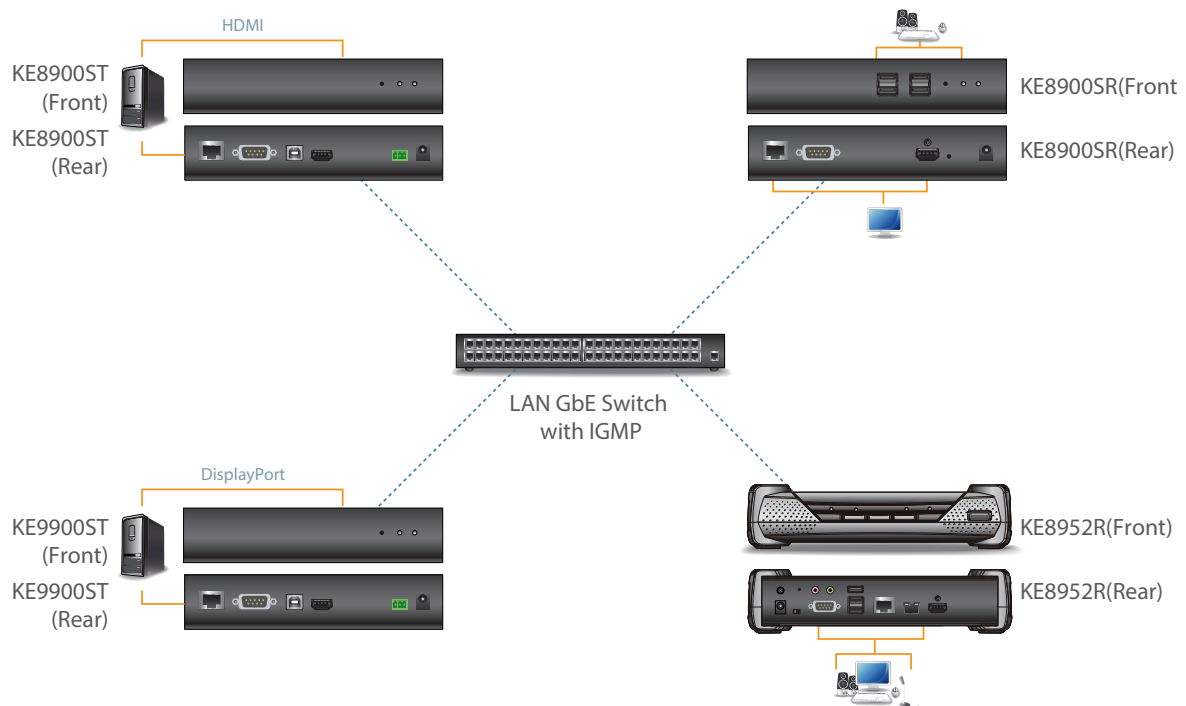 HDMI
KE8900ST
(Front)
KE8900ST
(Rear)
KE8900SR(Front
KE8900SR(Rear)
LAN GbE Switch
with IGMP
DisplayPort
KE9900ST
(Front)
KE9900ST
(Rear)
KE8952R(Front)
KE8952R(Rear)